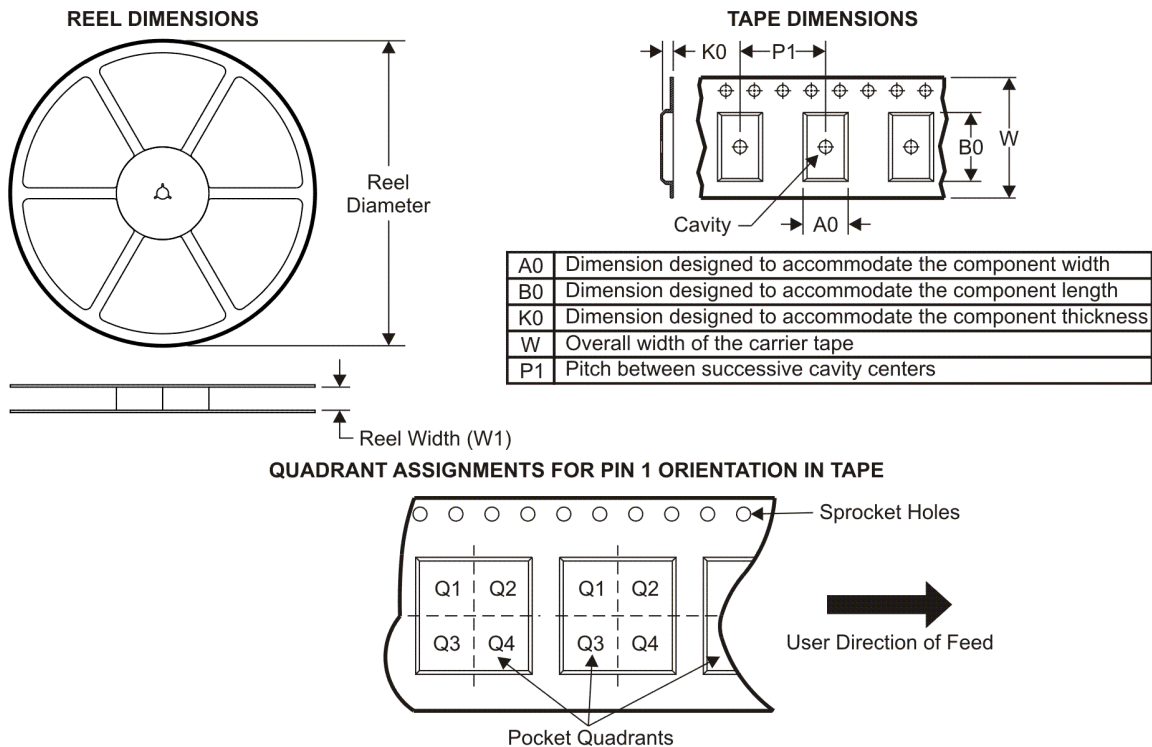 REEL DIMENSIONS
Reel
Diameter
Reel Width (W1)
TAPE DIMENSIONS
K0
P1
B0
W
Cavity
A0
A0 Dimension designed to accommodate the component width
B0 Dimension designed to accommodate the component length
K0 Dimension designed to accommodate the component thickness
W Overall width of the carrier tape
P1 Pitch between successive cavity centers
QUADRANT ASSIGNMENTS FOR PIN 1 ORIENTATION IN TAPE
Sprocket Holes
Q1 Q2 Q1 Q2
Q3 Q4 Q3 Q4
User Direction of Feed
Pocket Quadrants